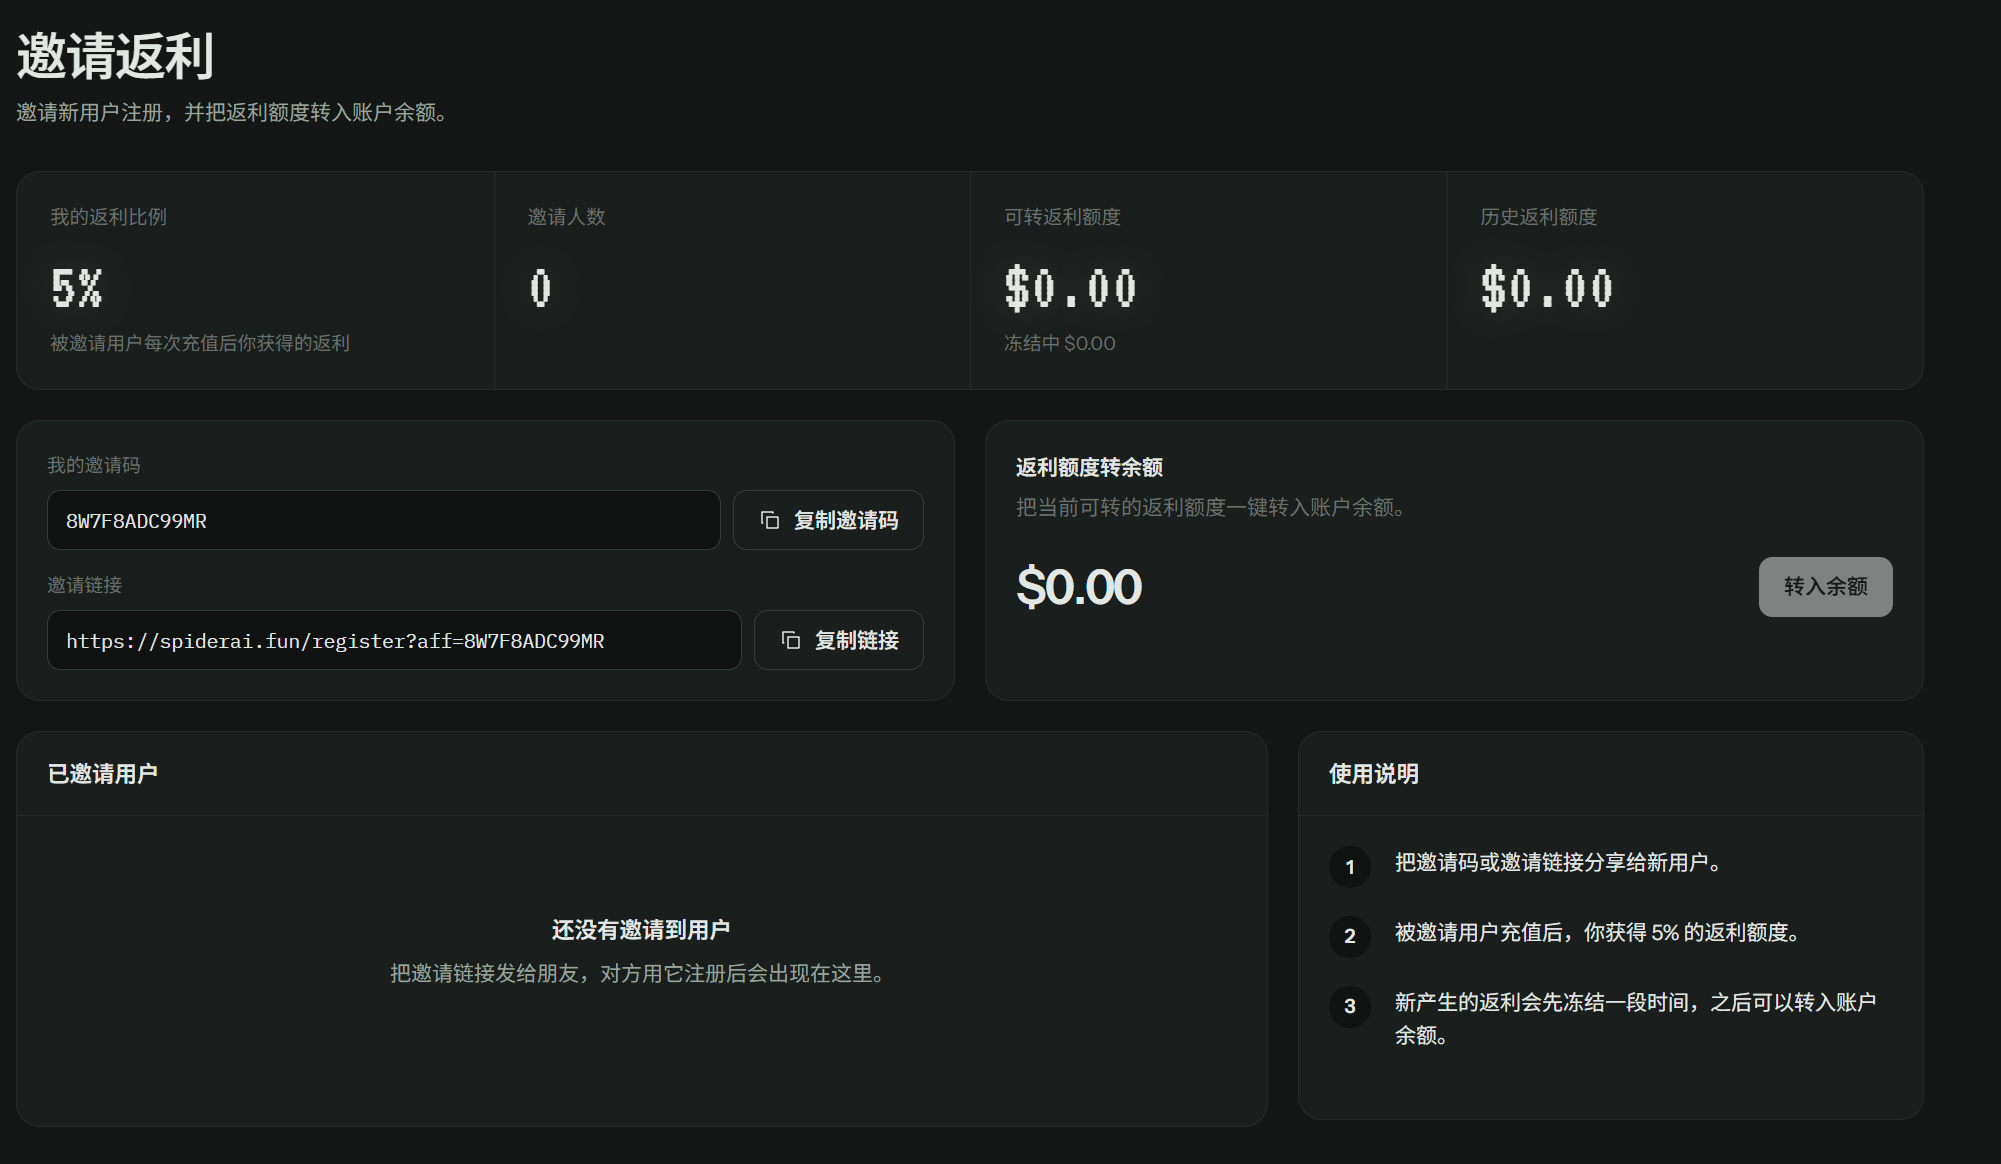 邀请返利
邀请新用户注册，并把返利额度转入账户余额。
我的返利比例
5%
被邀请用户每次充值后你获得的返利
邀请人数
0
可转返利额度
$0.00
冻结中 $0.00
历史返利额度
$0.00
我的邀请码
8W7F8ADC99MR
复制邀请码
邀请链接
https://spiderai.fun/register?aff=8W7F8ADC99MR
复制链接
返利额度转余额
把当前可转的返利额度一键转入账户余额。
$0.00
转入余额
已邀请用户
还没有邀请到用户
把邀请链接发给朋友，对方用它注册后会出现在这里。
使用说明
1 把邀请码或邀请链接分享给新用户。
2 被邀请用户充值后，你获得 5% 的返利额度。
3 新产生的返利会先冻结一段时间，之后可以转入账户
余额。